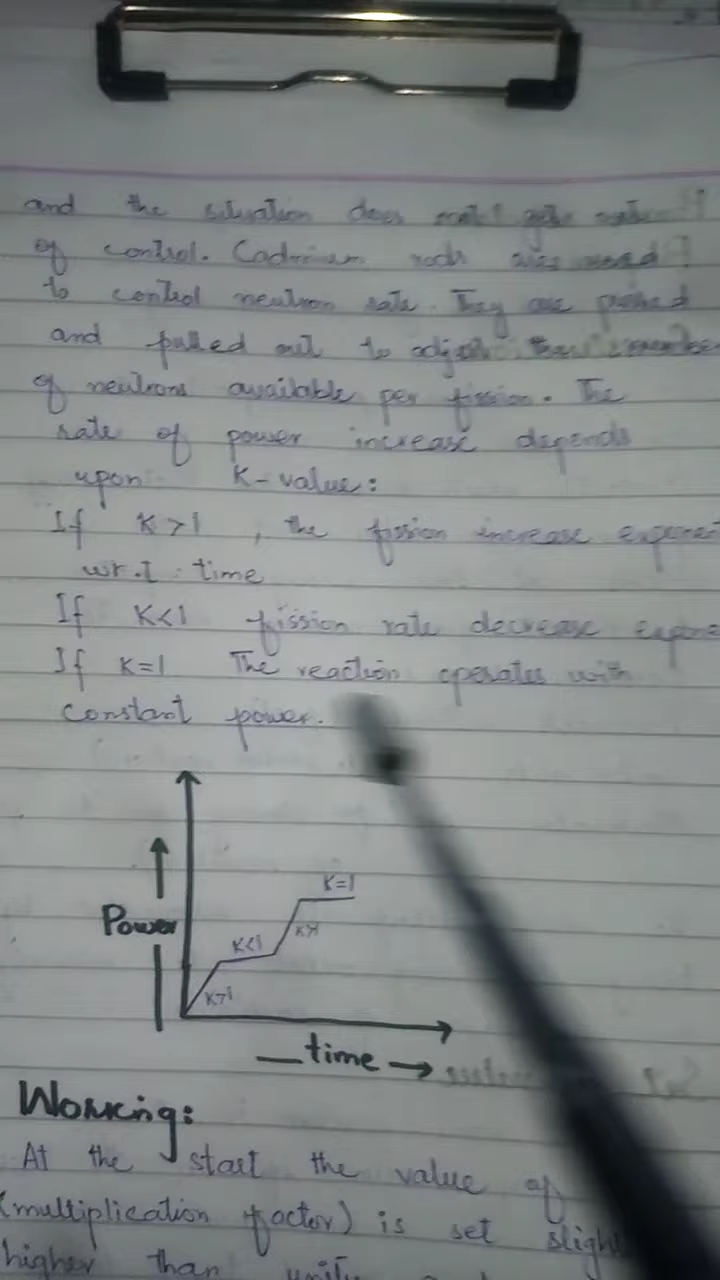 and the situation does not get out
of control. Cadmium rods are used
to control neutron rate. They are pushed
and pulled out to adjust the number
of neutrons available per fission. The
rate of power increase depends
upon K-value:
If K>1, the fission increase
w.r.t time
If K<1 fission rate decrease
If K=1 The reaction operates with
constant power.
K=1
Power
K<1
K>1
K>1
time
Working:
At the start the value of
(multiplication factor) is set
higher than unity